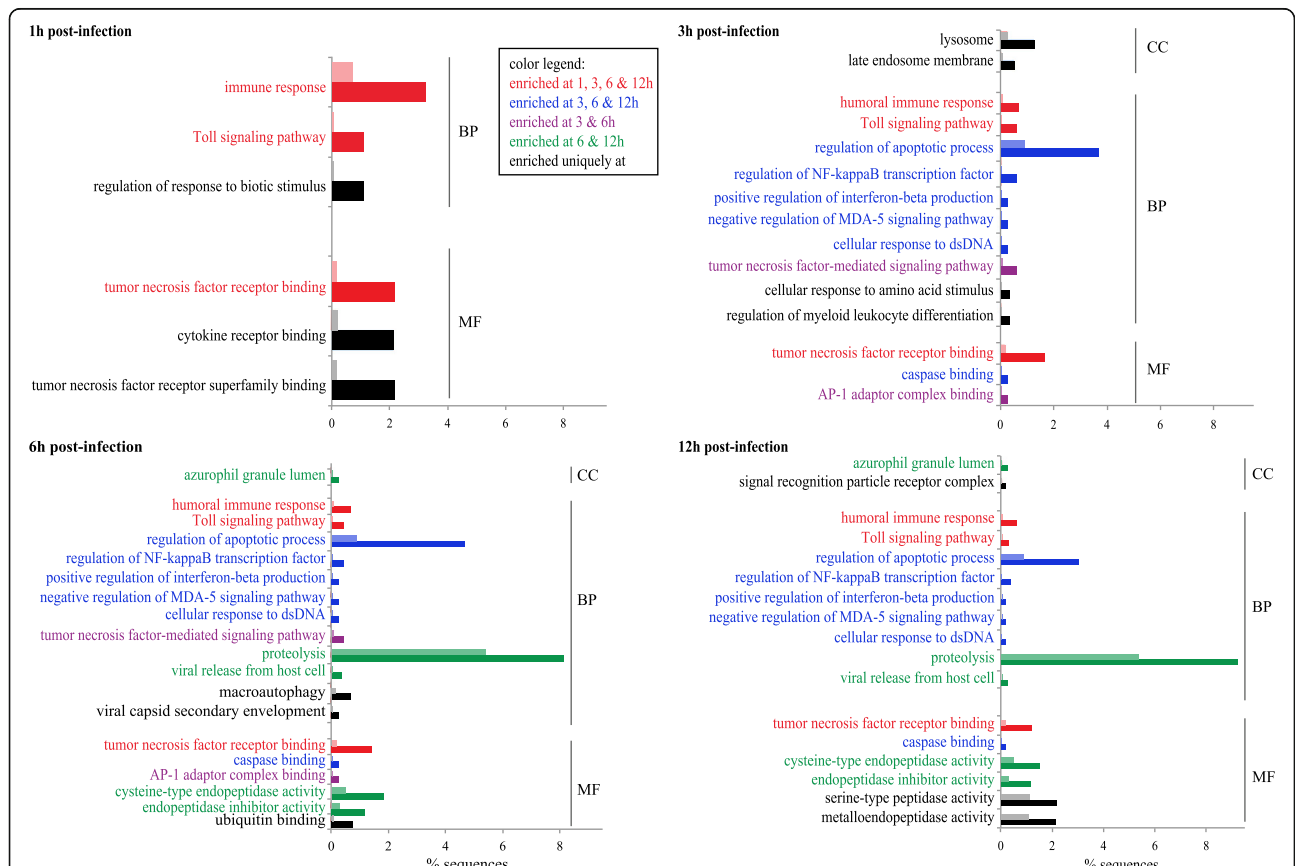 1h post-infection
immune response
Toll signaling pathway
regulation of response to biotic stimulus
BP
tumor necrosis factor receptor binding
cytokine receptor binding
tumor necrosis factor receptor superfamily binding
MF
0 2 4 6 8
color legend:
enriched at 1, 3, 6 & 12h
enriched at 3, 6 & 12h
enriched at 3 & 6h
enriched at 6 & 12h
enriched uniquely at
3h post-infection
lysosome
late endosome membrane
CC
humoral immune response
Toll signaling pathway
regulation of apoptotic process
regulation of NF-kappaB transcription factor
positive regulation of interferon-beta production
negative regulation of MDA-5 signaling pathway
cellular response to dsDNA
tumor necrosis factor-mediated signaling pathway
cellular response to amino acid stimulus
regulation of myeloid leukocyte differentiation
BP
tumor necrosis factor receptor binding
caspase binding
AP-1 adaptor complex binding
MF
0 2 4 6 8
6h post-infection
azurophil granule lumen
CC
humoral immune response
Toll signaling pathway
regulation of apoptotic process
regulation of NF-kappaB transcription factor
positive regulation of interferon-beta production
negative regulation of MDA-5 signaling pathway
cellular response to dsDNA
tumor necrosis factor-mediated signaling pathway
proteolysis
viral release from host cell
macroautophagy
viral capsid secondary envelopment
BP
tumor necrosis factor receptor binding
caspase binding
AP-1 adaptor complex binding
cysteine-type endopeptidase activity
endopeptidase inhibitor activity
ubiquitin binding
MF
0 2 4 6 8
% sequences
12h post-infection
azurophil granule lumen
signal recognition particle receptor complex
CC
humoral immune response
Toll signaling pathway
regulation of apoptotic process
regulation of NF-kappaB transcription factor
positive regulation of interferon-beta production
negative regulation of MDA-5 signaling pathway
cellular response to dsDNA
proteolysis
viral release from host cell
BP
tumor necrosis factor receptor binding
caspase binding
cysteine-type endopeptidase activity
endopeptidase inhibitor activity
serine-type peptidase activity
metalloendopeptidase activity
MF
0 2 4 6 8
% sequences